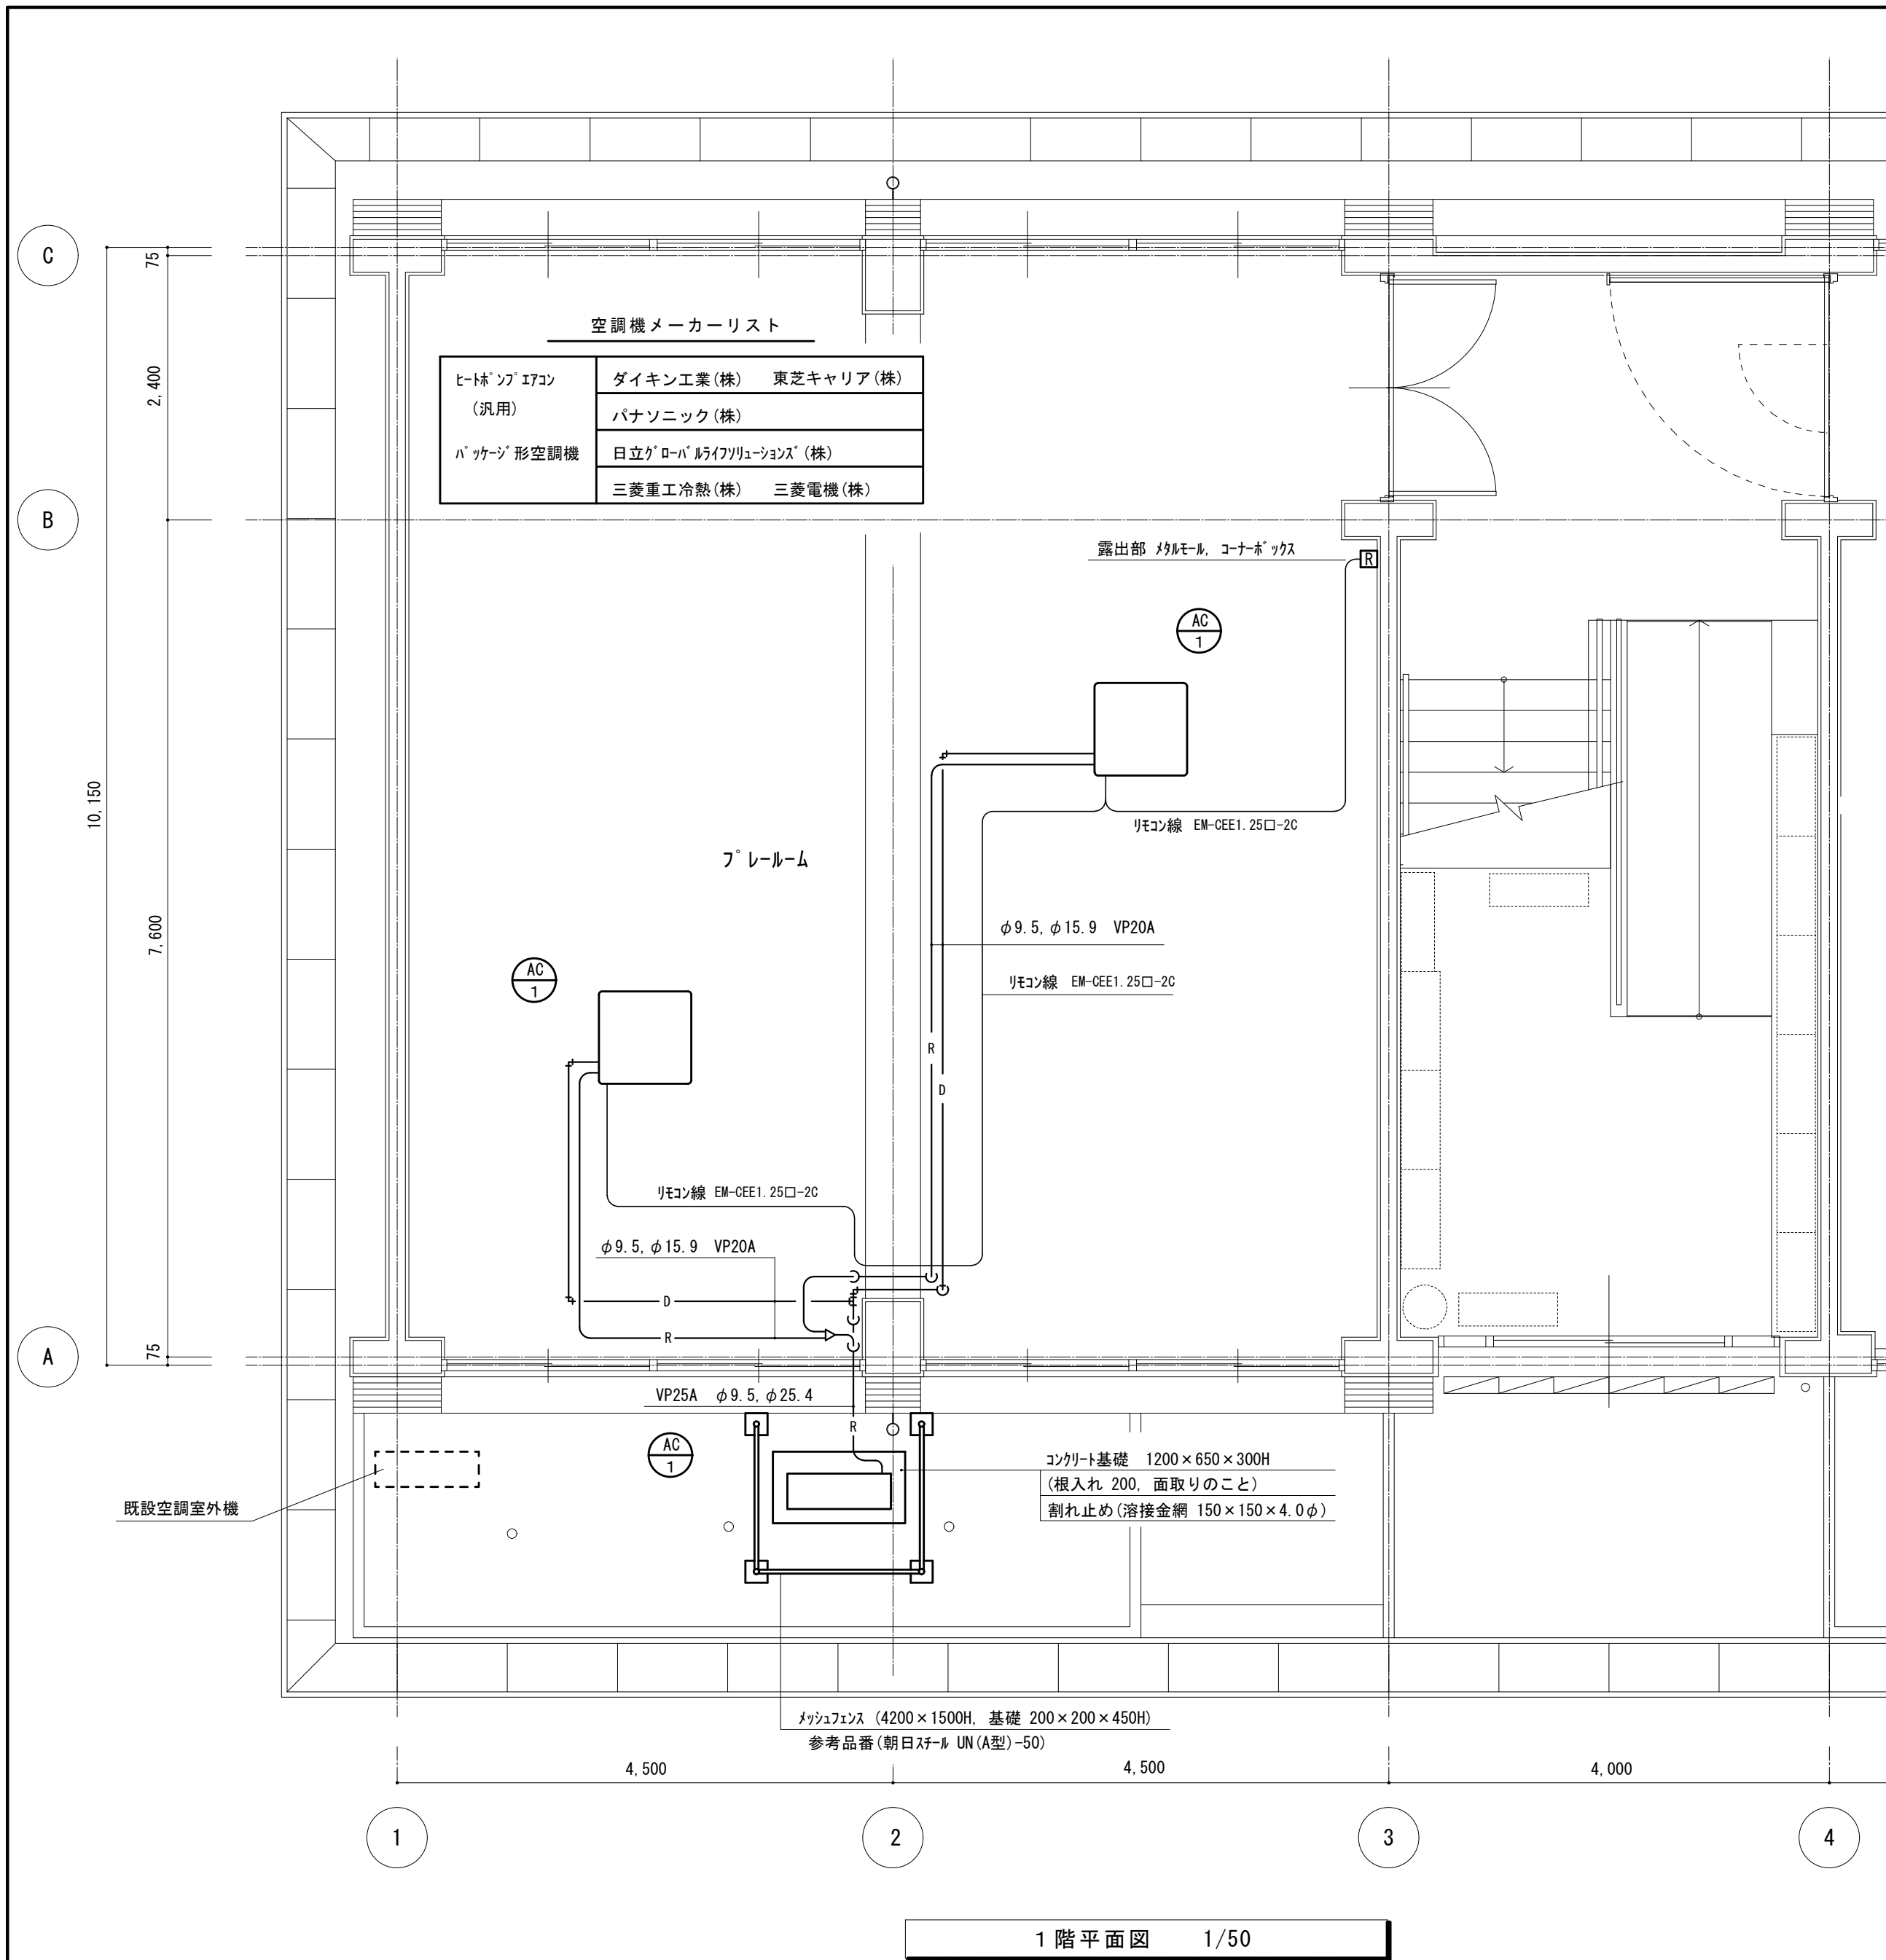 C
75
空調機メーカーリスト
ヒートポンプエアコン
(汎用)
パッケージ形空調機
ダイキン工業(株) 東芝キャリア(株)
パナソニック(株)
日立グローバルライフソリューションズ(株)
三菱重工冷熱(株) 三菱電機(株)
2,400
B
露出部 メタルモール, コーナーボックス
R
AC
1
10,150
リモコン線 EM-CEE1.25□-2C
プレールーム
7,600
φ9.5,φ15.9 VP20A
リモコン線 EM-CEE1.25□-2C
AC
1
R
D
リモコン線 EM-CEE1.25□-2C
φ9.5,φ15.9 VP20A
D
R
A
75
VP25A φ9.5,φ25.4
R
AC
1
コンクリート基礎 1200×650×300H
(根入れ 200, 面取りのこと)
割れ止め(溶接金網 150×150×4.0φ)
既設空調室外機
メッシュフェンス (4200×1500H, 基礎 200×200×450H)
参考品番(朝日スチール UN(A型)-50)
4,500
4,500
4,000
1
2
3
4
1階平面図 1/50